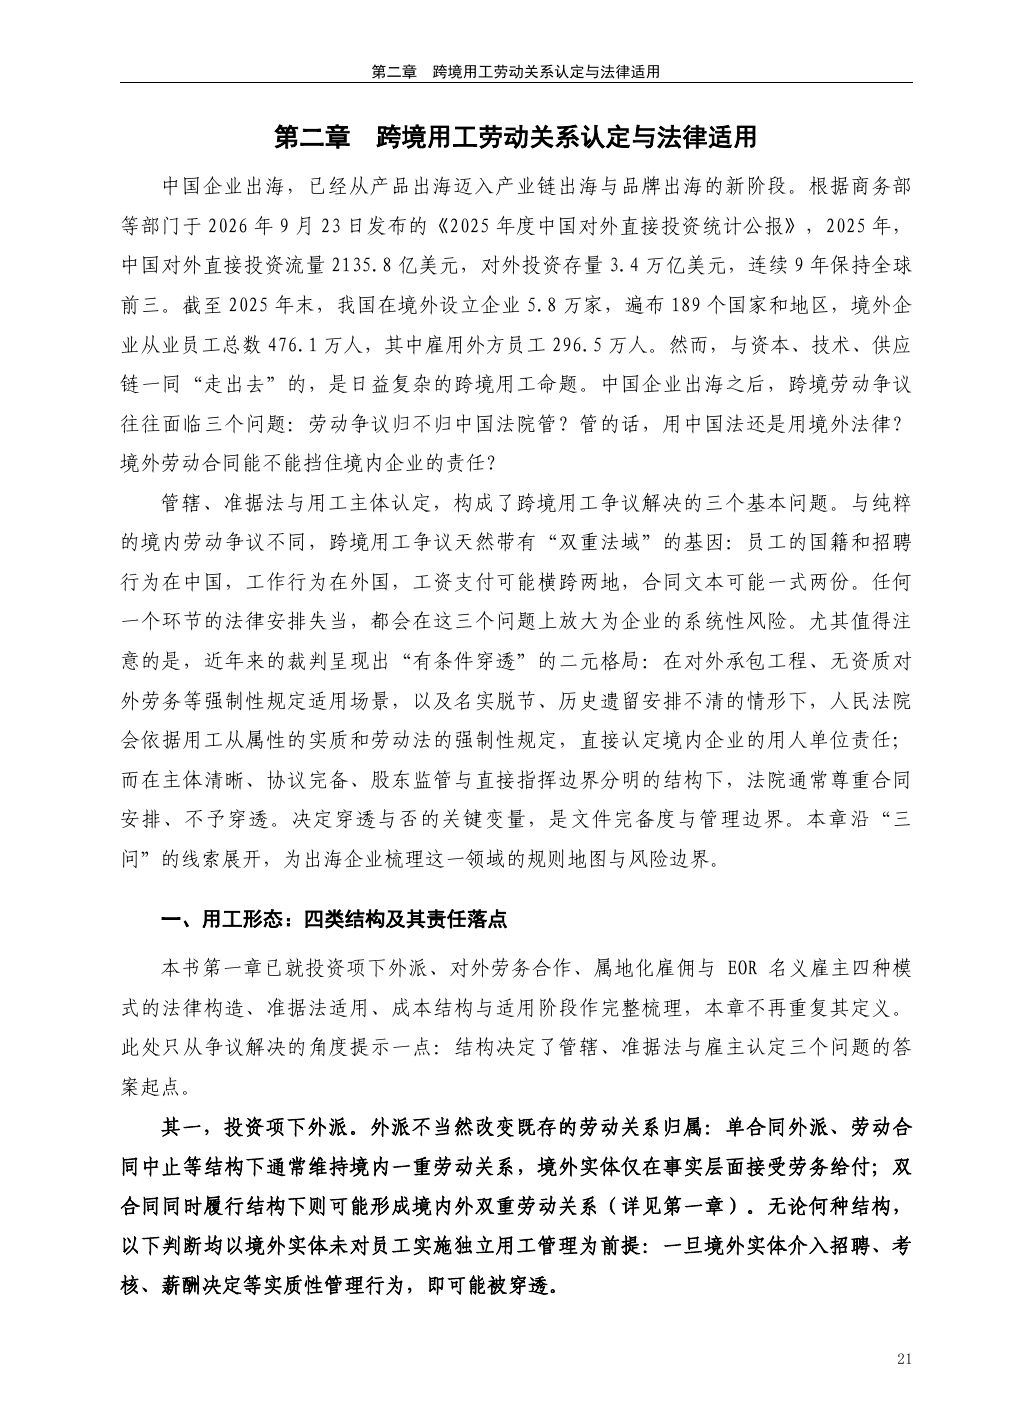 第二章　跨境用工劳动关系认定与法律适用
第二章　跨境用工劳动关系认定与法律适用
中国企业出海，已经从产品出海迈入产业链出海与品牌出海的新阶段。根据商务部
等部门于 2026 年 9 月 23 日发布的《2025 年度中国对外直接投资统计公报》，2025 年，
中国对外直接投资流量 2135.8 亿美元，对外投资存量 3.4 万亿美元，连续 9 年保持全球
前三。截至 2025 年末，我国在境外设立企业 5.8 万家，遍布 189 个国家和地区，境外企
业从业员工总数 476.1 万人，其中雇用外方员工 296.5 万人。然而，与资本、技术、供应
链一同“走出去”的，是日益复杂的跨境用工命题。中国企业出海之后，跨境劳动争议
往往面临三个问题：劳动争议归不归中国法院管？管的话，用中国法还是用境外法律？
境外劳动合同能不能挡住境内企业的责任？
管辖、准据法与用工主体认定，构成了跨境用工争议解决的三个基本问题。与纯粹
的境内劳动争议不同，跨境用工争议天然带有“双重法域”的基因：员工的国籍和招聘
行为在中国，工作行为在外国，工资支付可能横跨两地，合同文本可能一式两份。任何
一个环节的法律安排失当，都会在这三个问题上放大为企业的系统性风险。尤其值得注
意的是，近年来的裁判呈现出“有条件穿透”的二元格局：在对外承包工程、无资质对
外劳务等强制性规定适用场景，以及名实脱节、历史遗留安排不清的情形下，人民法院
会依据用工从属性的实质和劳动法的强制性规定，直接认定境内企业的用人单位责任；
而在主体清晰、协议完备、股东监管与直接指挥边界分明的结构下，法院通常尊重合同
安排、不予穿透。决定穿透与否的关键变量，是文件完备度与管理边界。本章沿“三
问”的线索展开，为出海企业梳理这一领域的规则地图与风险边界。
一、用工形态：四类结构及其责任落点
本书第一章已就投资项下外派、对外劳务合作、属地化雇佣与 EOR 名义雇主四种模
式的法律构造、准据法适用、成本结构与适用阶段作完整梳理，本章不再重复其定义。
此处只从争议解决的角度提示一点：结构决定了管辖、准据法与雇主认定三个问题的答
案起点。
其一，投资项下外派。外派不当然改变既存的劳动关系归属：单合同外派、劳动合
同中止等结构下通常维持境内一重劳动关系，境外实体仅在事实层面接受劳务给付；双
合同同时履行结构下则可能形成境内外双重劳动关系（详见第一章）。无论何种结构，
以下判断均以境外实体未对员工实施独立用工管理为前提：一旦境外实体介入招聘、考
核、薪酬决定等实质性管理行为，即可能被穿透。
21